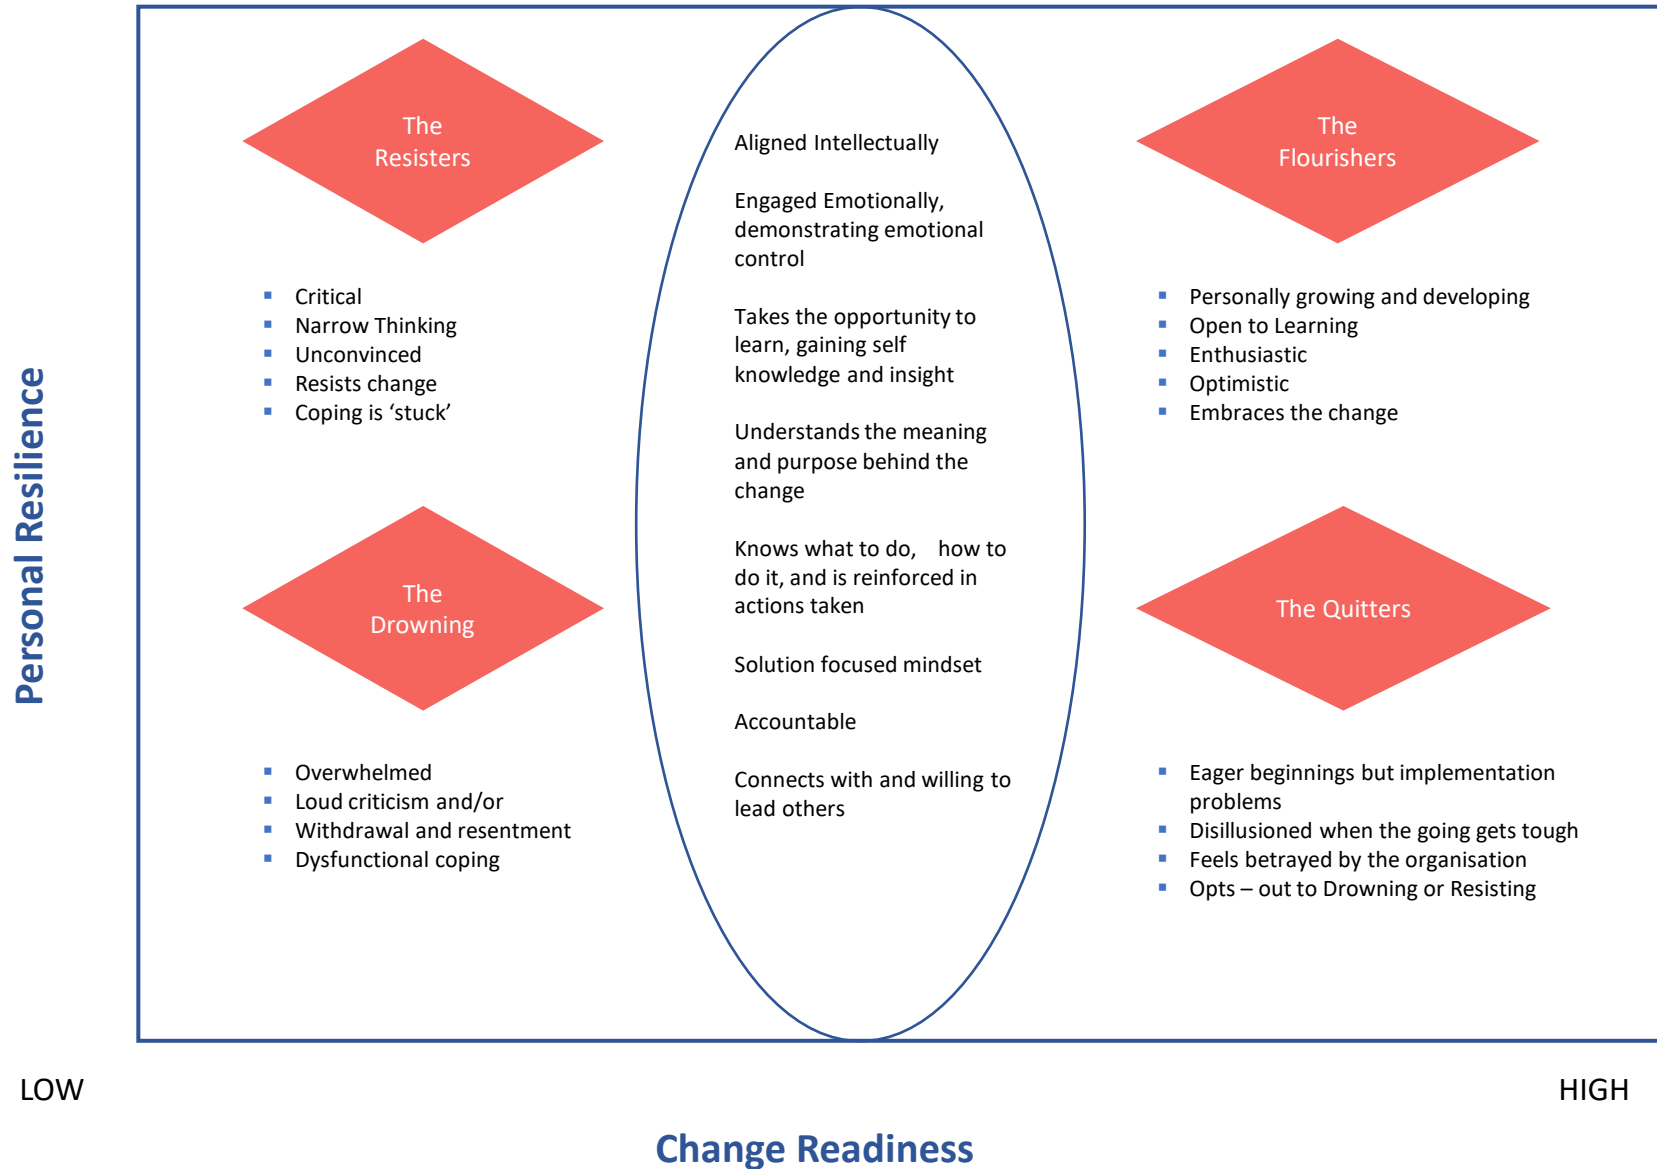 Personal Resilience
The
Resisters
Critical
Narrow Thinking
Unconvinced
Resists change
Coping is ‘stuck’
The
Drowning
Overwhelmed
Loud criticism and/or
Withdrawal and resentment
Dysfunctional coping
Aligned Intellectually
Engaged Emotionally,
demonstrating emotional
control
Takes the opportunity to
learn, gaining self
knowledge and insight
Understands the meaning
and purpose behind the
change
Knows what to do, how to
do it, and is reinforced in
actions taken
Solution focused mindset
Accountable
Connects with and willing to
lead others
The
Flourishers
Personally growing and developing
Open to Learning
Enthusiastic
Optimistic
Embraces the change
The Quitters
Eager beginnings but implementation
problems
Disillusioned when the going gets tough
Feels betrayed by the organisation
Opts – out to Drowning or Resisting
LOW
HIGH
Change Readiness